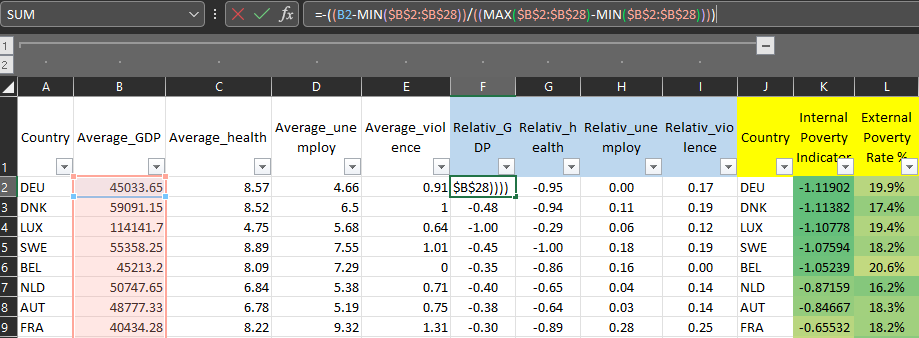 SUM
fx
=-((B2-MIN($B$2:$B$28))/((MAX($B$2:$B$28)-MIN($B$2:$B$28))))
1
2
A B C D E F G H I J K L
1 Country Average_GDP Average_health Average_une
mploy Average_viol
ence Relativ_G
DP Relativ_h
ealth Relativ_une
mploy Relativ_vio
lence Country Internal
Poverty
Indicator External
Poverty
Rate %
2 DEU 45033.65 8.57 4.66 0.91 $B$28)))) -0.95 0.00 0.17 DEU -1.11902 19.9%
3 DNK 59091.15 8.52 6.5 1 -0.48 -0.94 0.11 0.19 DNK -1.11382 17.4%
4 LUX 114141.7 4.75 5.68 0.64 -1.00 -0.29 0.06 0.12 LUX -1.10778 19.4%
5 SWE 55358.25 8.89 7.55 1.01 -0.45 -1.00 0.18 0.19 SWE -1.07594 18.2%
6 BEL 45213.2 8.09 7.29 0 -0.35 -0.86 0.16 0.00 BEL -1.05239 20.6%
7 NLD 50747.65 6.84 5.38 0.71 -0.40 -0.65 0.04 0.14 NLD -0.87159 16.2%
8 AUT 48777.33 6.78 5.19 0.75 -0.38 -0.64 0.03 0.14 AUT -0.84667 18.3%
9 FRA 40434.28 8.22 9.32 1.31 -0.30 -0.89 0.28 0.25 FRA -0.65532 18.2%